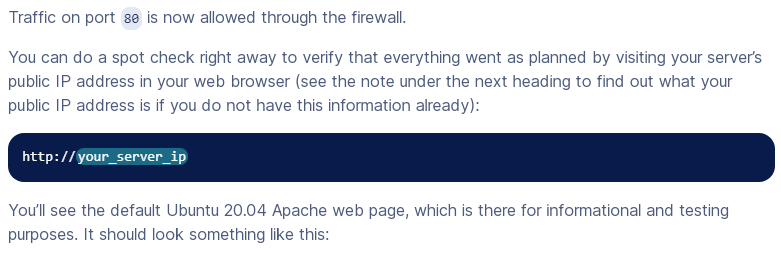 Traffic on port 80 is now allowed through the firewall.
You can do a spot check right away to verify that everything went as planned by visiting your server’s
public IP address in your web browser (see the note under the next heading to find out what your
public IP address is if you do not have this information already):
http://your_server_ip
You’ll see the default Ubuntu 20.04 Apache web page, which is there for informational and testing
purposes. It should look something like this: